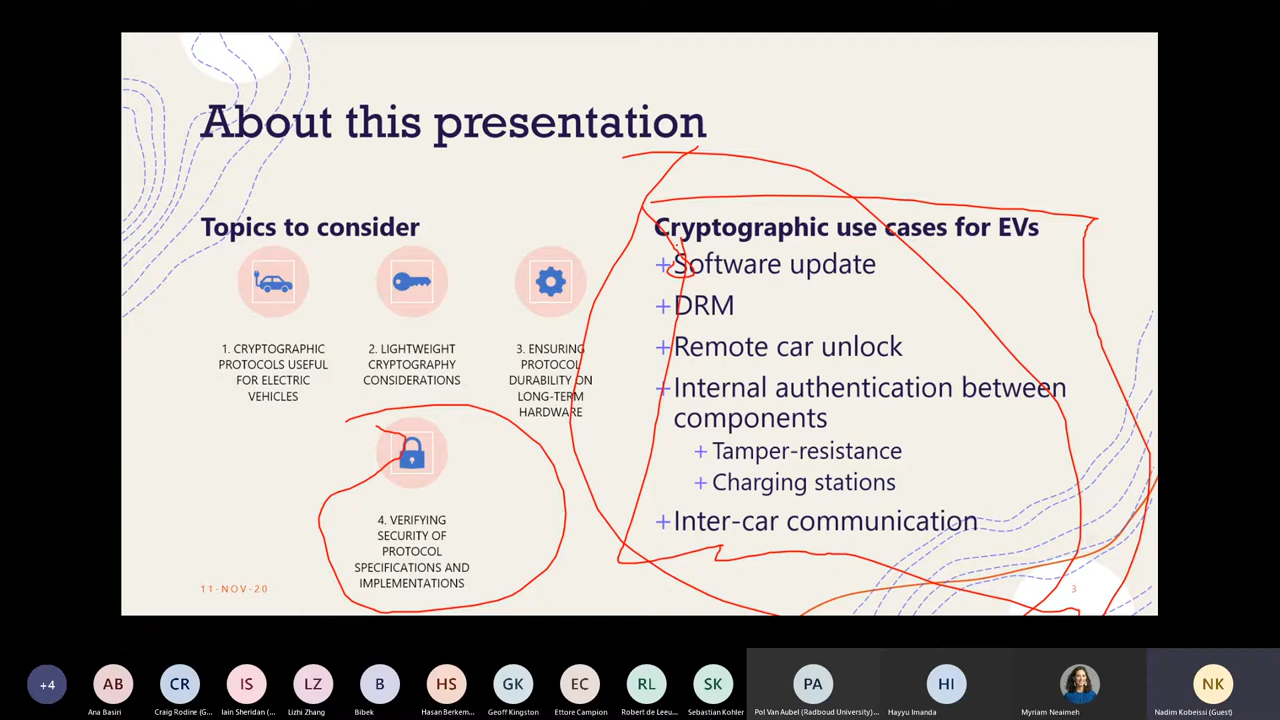 About this presentation
Topics to consider
1. CRYPTOGRAPHIC
PROTOCOLS USEFUL
FOR ELECTRIC
VEHICLES
2. LIGHTWEIGHT
CRYPTOGRAPHY
CONSIDERATIONS
3. ENSURING
PROTOCOL
DURABILITY ON
LONG-TERM
HARDWARE
4. VERIFYING
SECURITY OF
PROTOCOL
SPECIFICATIONS AND
IMPLEMENTATIONS
Cryptographic use cases for EVs
+Software update
+DRM
+Remote car unlock
+Internal authentication between
components
+Tamper-resistance
+Charging stations
+Inter-car communication
11-NOV-20
3
+4
AB
CR
IS
LZ
B
HS
GK
EC
RL
SK
PA
HI
NK
Ana Basiri
Craig Rodine (G...
Iain Sheridan (...
Lizhi Zhang
Bibek
Hasan Berkem...
Geoff Kingston
Ettore Campion
Robert de Leeu...
Sebastian Kohler
Pol Van Aubel (Radboud University)...
Hayyu Imanda
Myriam Neaimeh
Nadim Kobeissi (Guest)